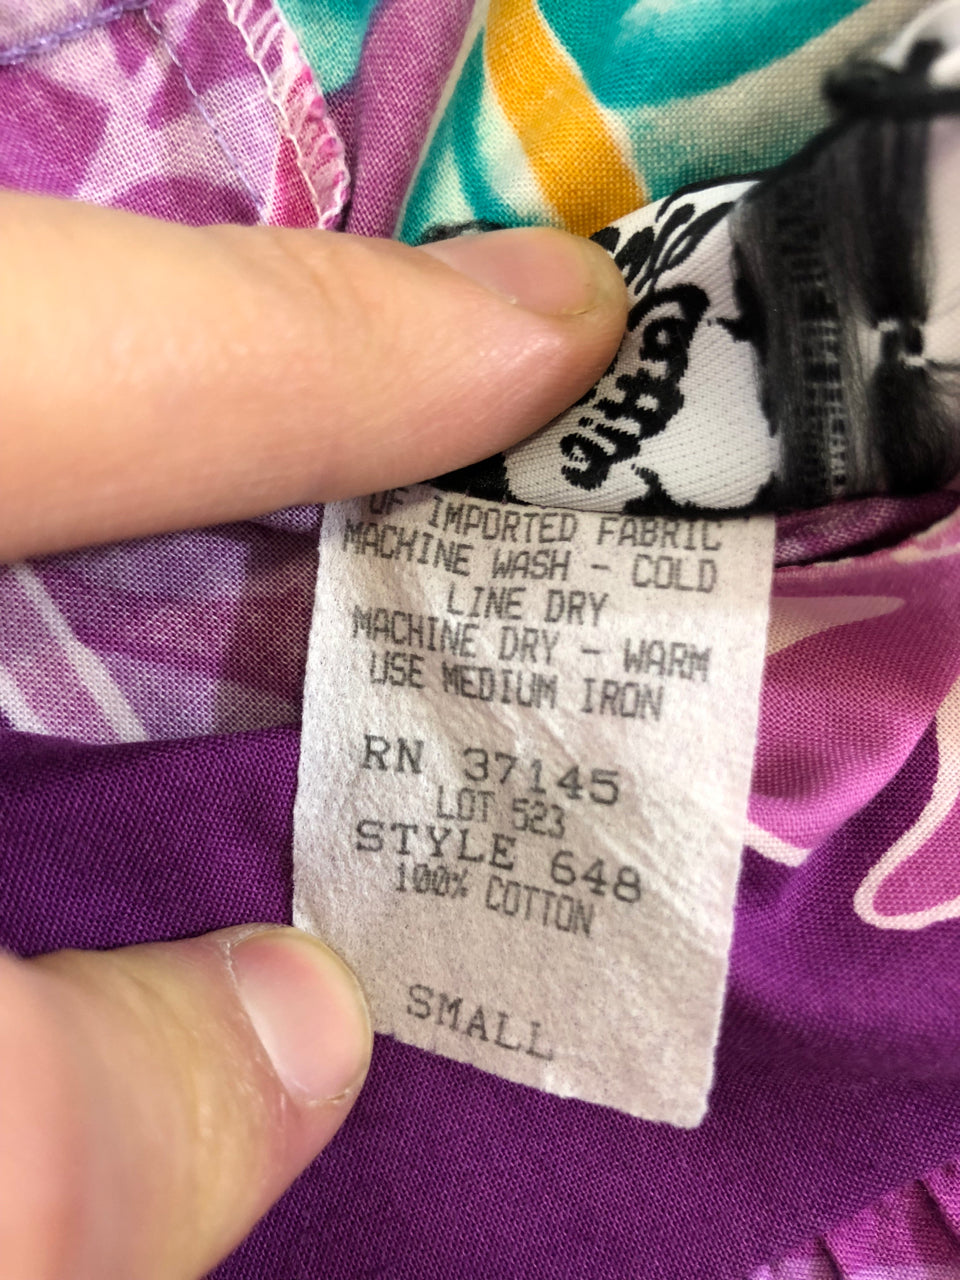 Little
OF IMPORTED FABRIC
MACHINE WASH - COLD
LINE DRY
MACHINE DRY - WARM
USE MEDIUM IRON
RN 37145
LOT 523
STYLE 648
100% COTTON
SMALL